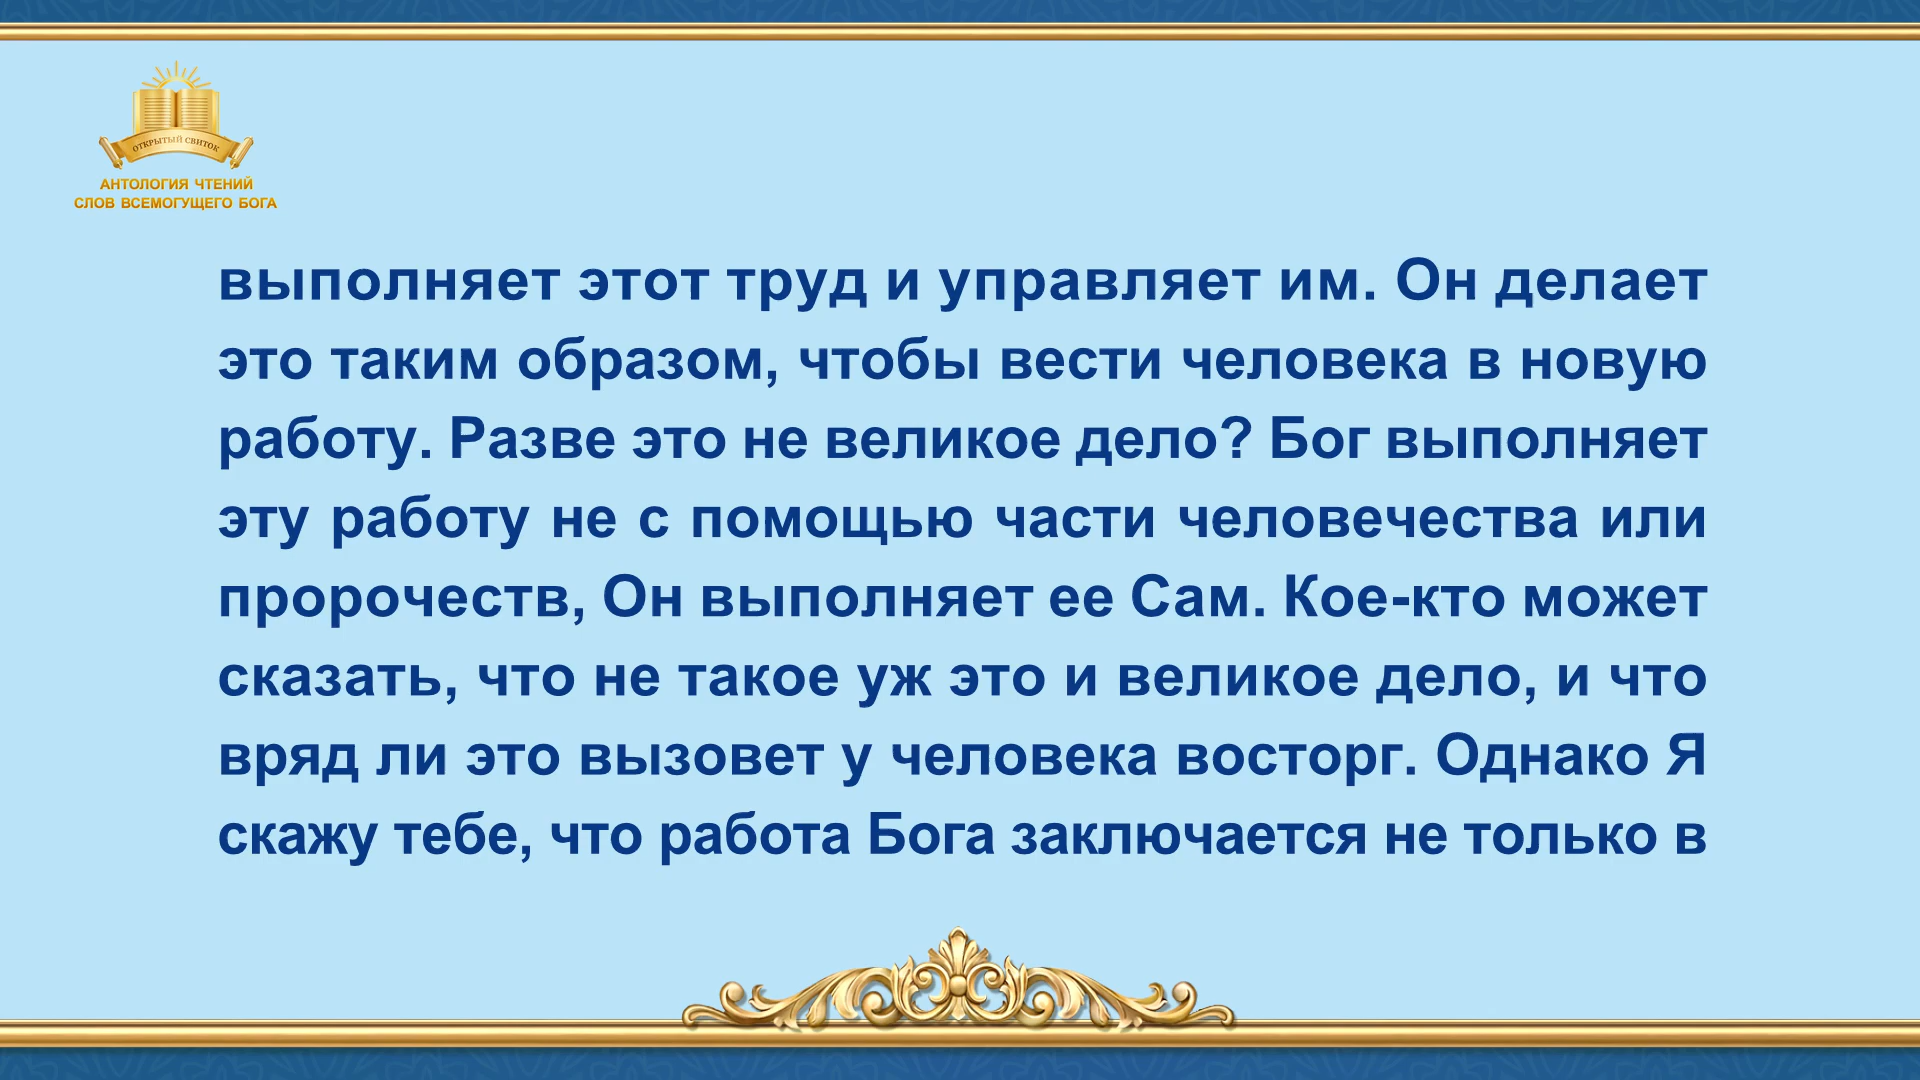 ОТКРЫТЫЙ СВИТОК
АНТОЛОГИЯ ЧТЕНИЙ
СЛОВ ВСЕМОГУЩЕГО БОГА
выполняет этот труд и управляет им. Он делает
это таким образом, чтобы вести человека в новую
работу. Разве это не великое дело? Бог выполняет
эту работу не с помощью части человечества или
пророчеств, Он выполняет ее Сам. Кое-кто может
сказать, что не такое уж это и великое дело, и что
вряд ли это вызовет у человека восторг. Однако Я
скажу тебе, что работа Бога заключается не только в